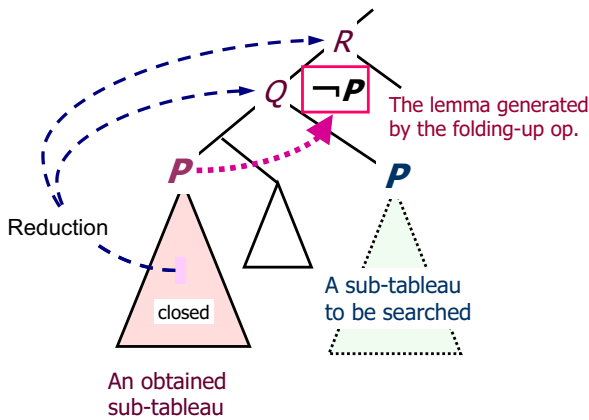 R
Q
¬P
The lemma generated
by the folding-up op.
P
P
Reduction
A sub-tableau
to be searched
closed
An obtained
sub-tableau